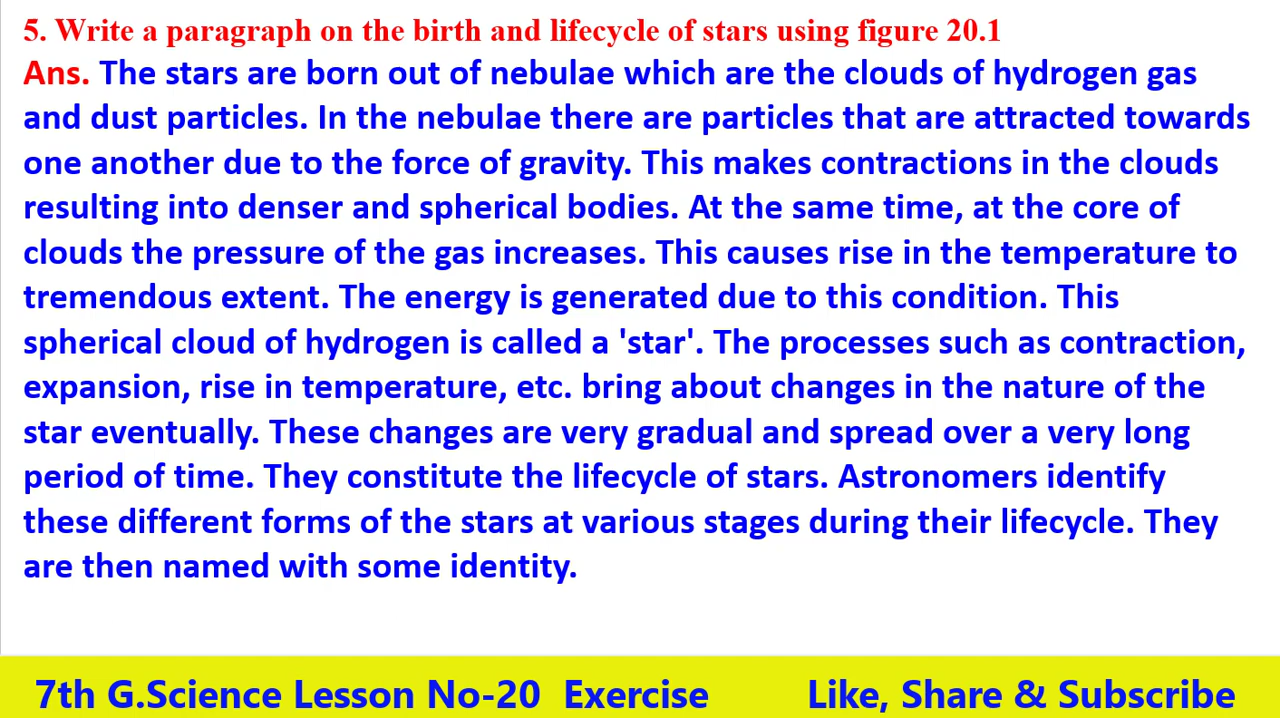 5. Write a paragraph on the birth and lifecycle of stars using figure 20.1
Ans. The stars are born out of nebulae which are the clouds of hydrogen gas
and dust particles. In the nebulae there are particles that are attracted towards
one another due to the force of gravity. This makes contractions in the clouds
resulting into denser and spherical bodies. At the same time, at the core of
clouds the pressure of the gas increases. This causes rise in the temperature to
tremendous extent. The energy is generated due to this condition. This
spherical cloud of hydrogen is called a 'star'. The processes such as contraction,
expansion, rise in temperature, etc. bring about changes in the nature of the
star eventually. These changes are very gradual and spread over a very long
period of time. They constitute the lifecycle of stars. Astronomers identify
these different forms of the stars at various stages during their lifecycle. They
are then named with some identity.
7th G.Science Lesson No-20 Exercise Like, Share & Subscribe